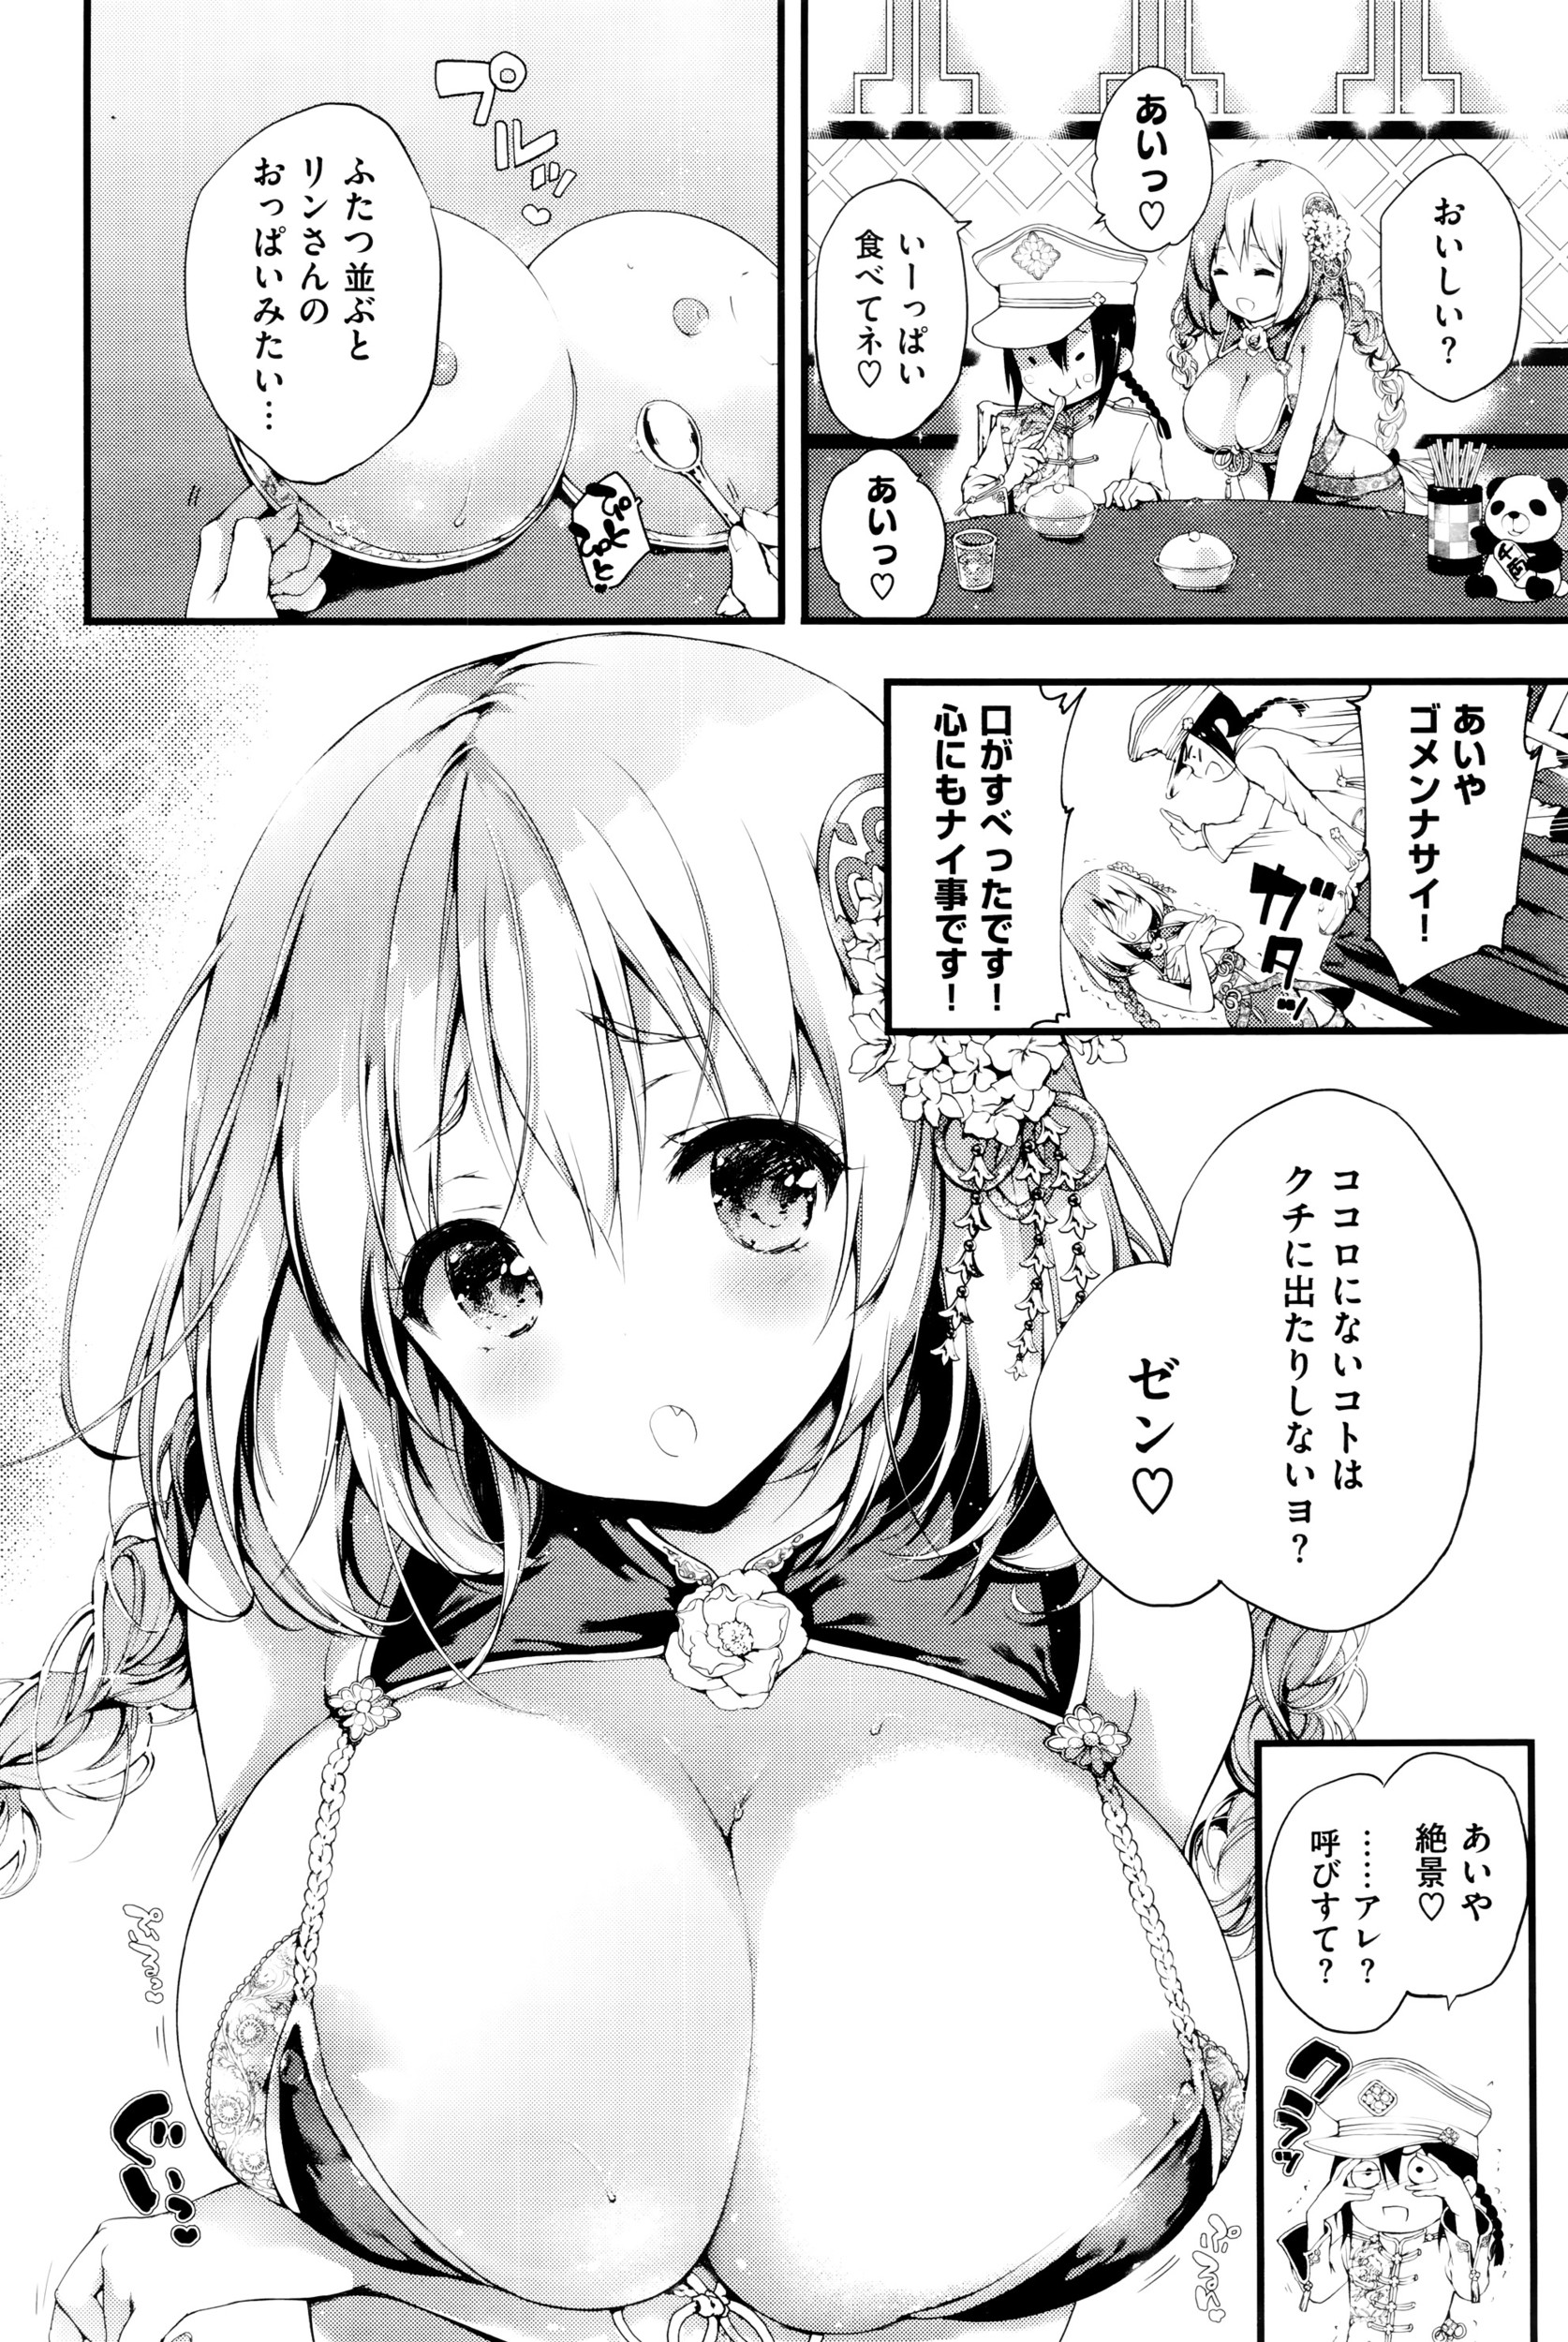 おいしい?
あいっ♡
いーっぱい
食べてネ♡
あいっ♡
プルルッ♡
ふたつ並ぶと
リンさんの
おっぱいみたい…
あいや
ゴメンナサイ!
ガタッ
口がすべったです!
心にもナイ事です!
ココロにないコトは
クチに出たりしないヨ?
ゼン♡
ぐいっ♡
あいや
絶景♡
……アレ?
呼びすて?
クラッ